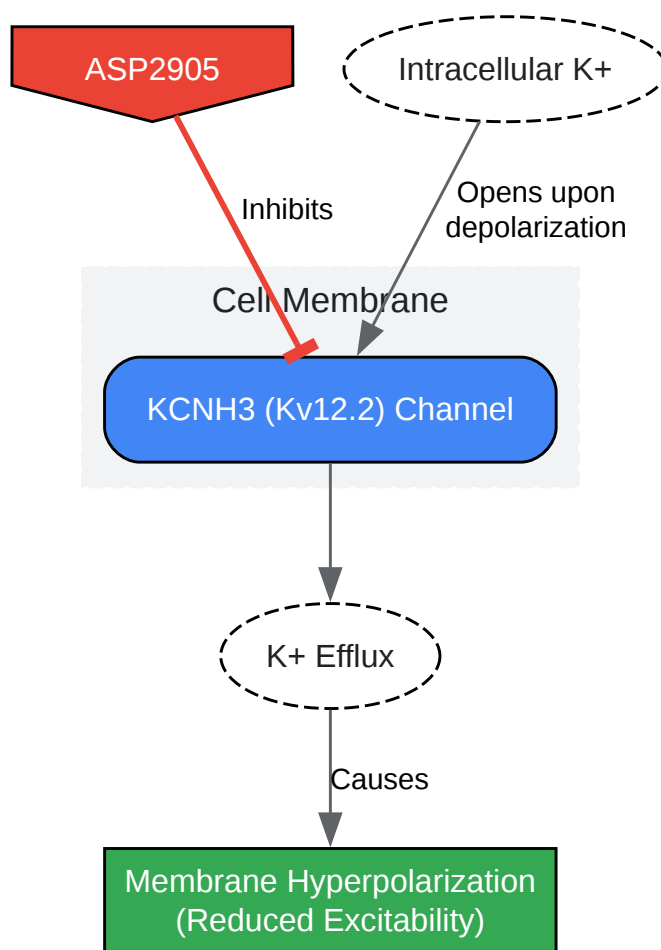 ASP2905
Intracellular K+
Inhibits
Opens upon
depolarization
Cell Membrane
KCNH3 (Kv12.2) Channel
K+ Efflux
Causes
Membrane Hyperpolarization
(Reduced Excitability)